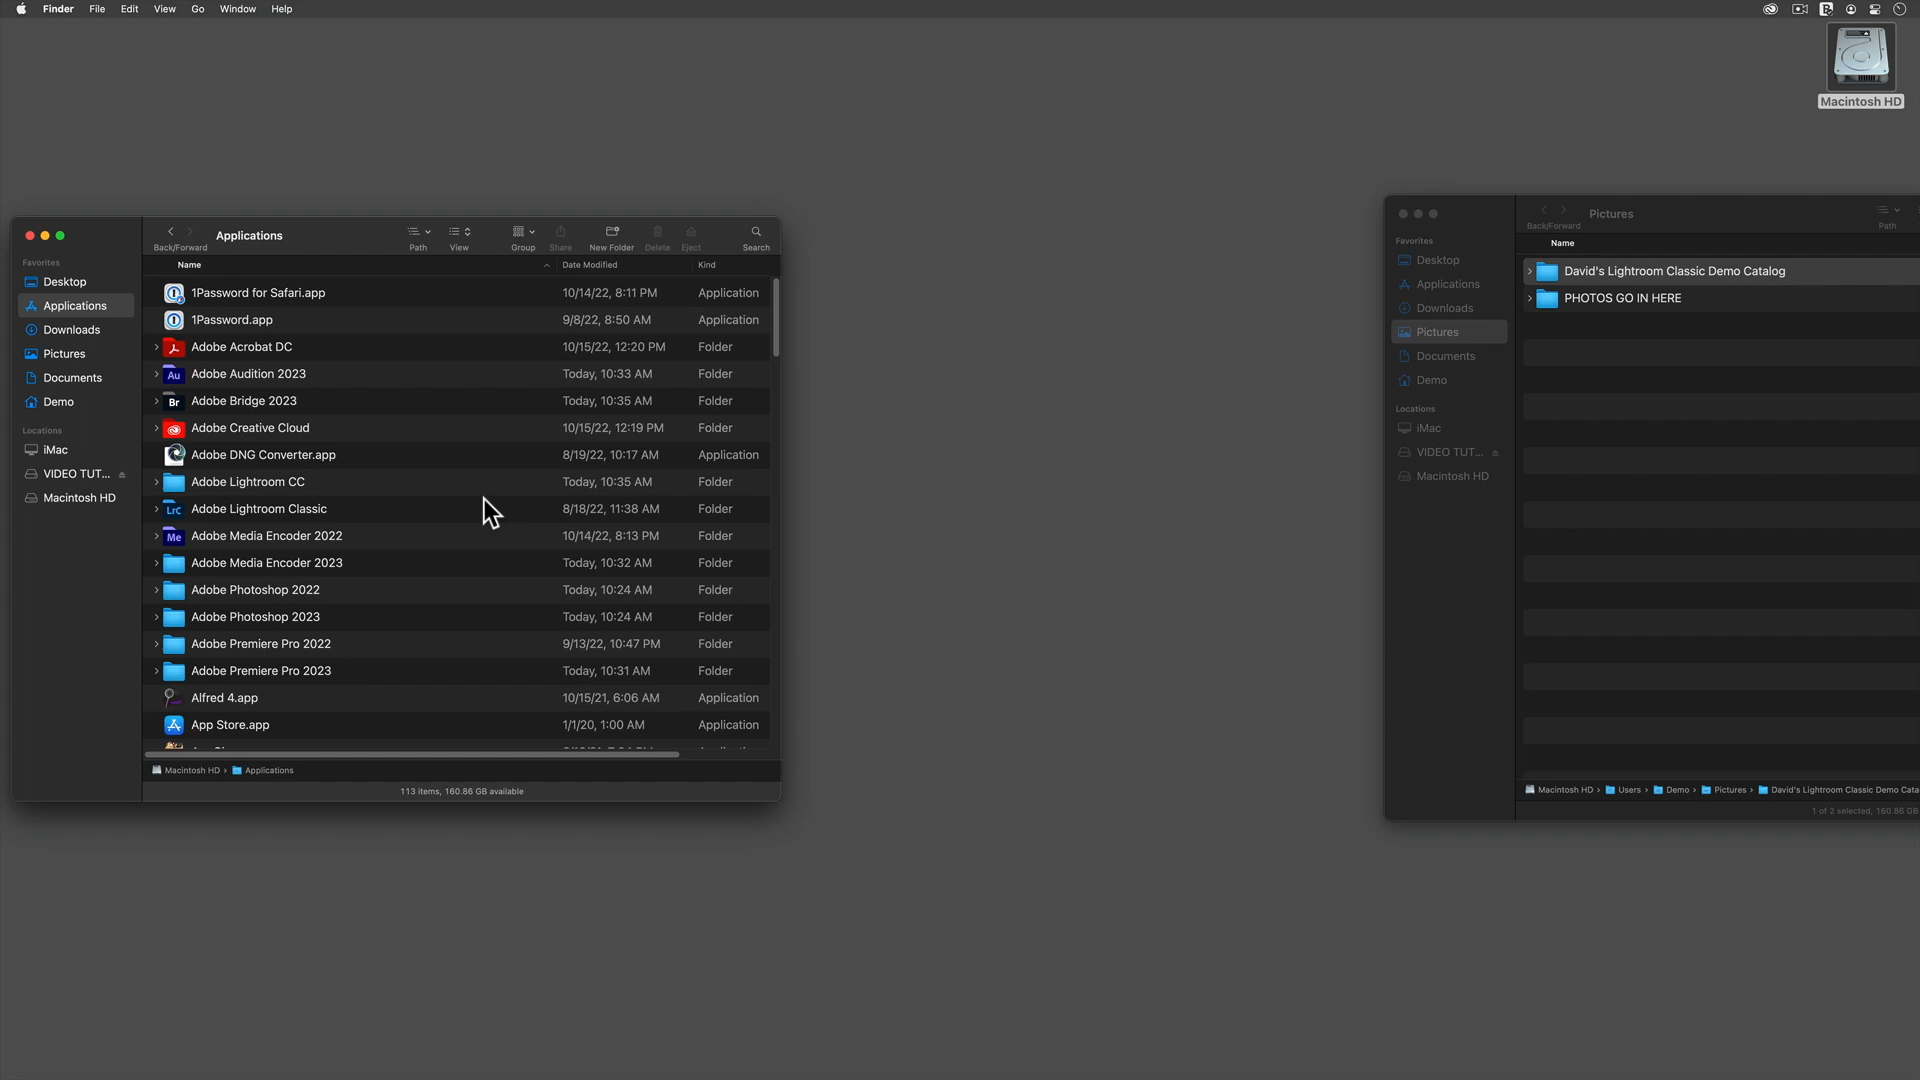 Finder File Edit View Go Window Help
Macintosh HD
Applications
Back/Forward Path View Group Share New Folder Delete Eject Search
Favorites
Desktop
Applications
Downloads
Pictures
Documents
Demo
Locations
iMac
VIDEO TUT...
Macintosh HD
Name Date Modified Kind
1Password for Safari.app 10/14/22, 8:11 PM Application
1Password.app 9/8/22, 8:50 AM Application
Adobe Acrobat DC 10/15/22, 12:20 PM Folder
Au Adobe Audition 2023 Today, 10:33 AM Folder
Br Adobe Bridge 2023 Today, 10:35 AM Folder
Adobe Creative Cloud 10/15/22, 12:19 PM Folder
Adobe DNG Converter.app 8/19/22, 10:17 AM Application
Adobe Lightroom CC Today, 10:35 AM Folder
LrC Adobe Lightroom Classic 8/18/22, 11:38 AM Folder
Me Adobe Media Encoder 2022 10/14/22, 8:13 PM Folder
Adobe Media Encoder 2023 Today, 10:32 AM Folder
Adobe Photoshop 2022 Today, 10:24 AM Folder
Adobe Photoshop 2023 Today, 10:24 AM Folder
Adobe Premiere Pro 2022 9/13/22, 10:47 PM Folder
Adobe Premiere Pro 2023 Today, 10:31 AM Folder
Alfred 4.app 10/15/21, 6:06 AM Application
App Store.app 1/1/20, 1:00 AM Application
Macintosh HD › Applications
113 items, 160.86 GB available
Pictures
Back/Forward Path
Favorites
Desktop
Applications
Downloads
Pictures
Documents
Demo
Locations
iMac
VIDEO TUT...
Macintosh HD
Name
David's Lightroom Classic Demo Catalog
PHOTOS GO IN HERE
Macintosh HD › Users › Demo › Pictures › David's Lightroom Classic Demo Cata
1 of 2 selected, 160.86 GB